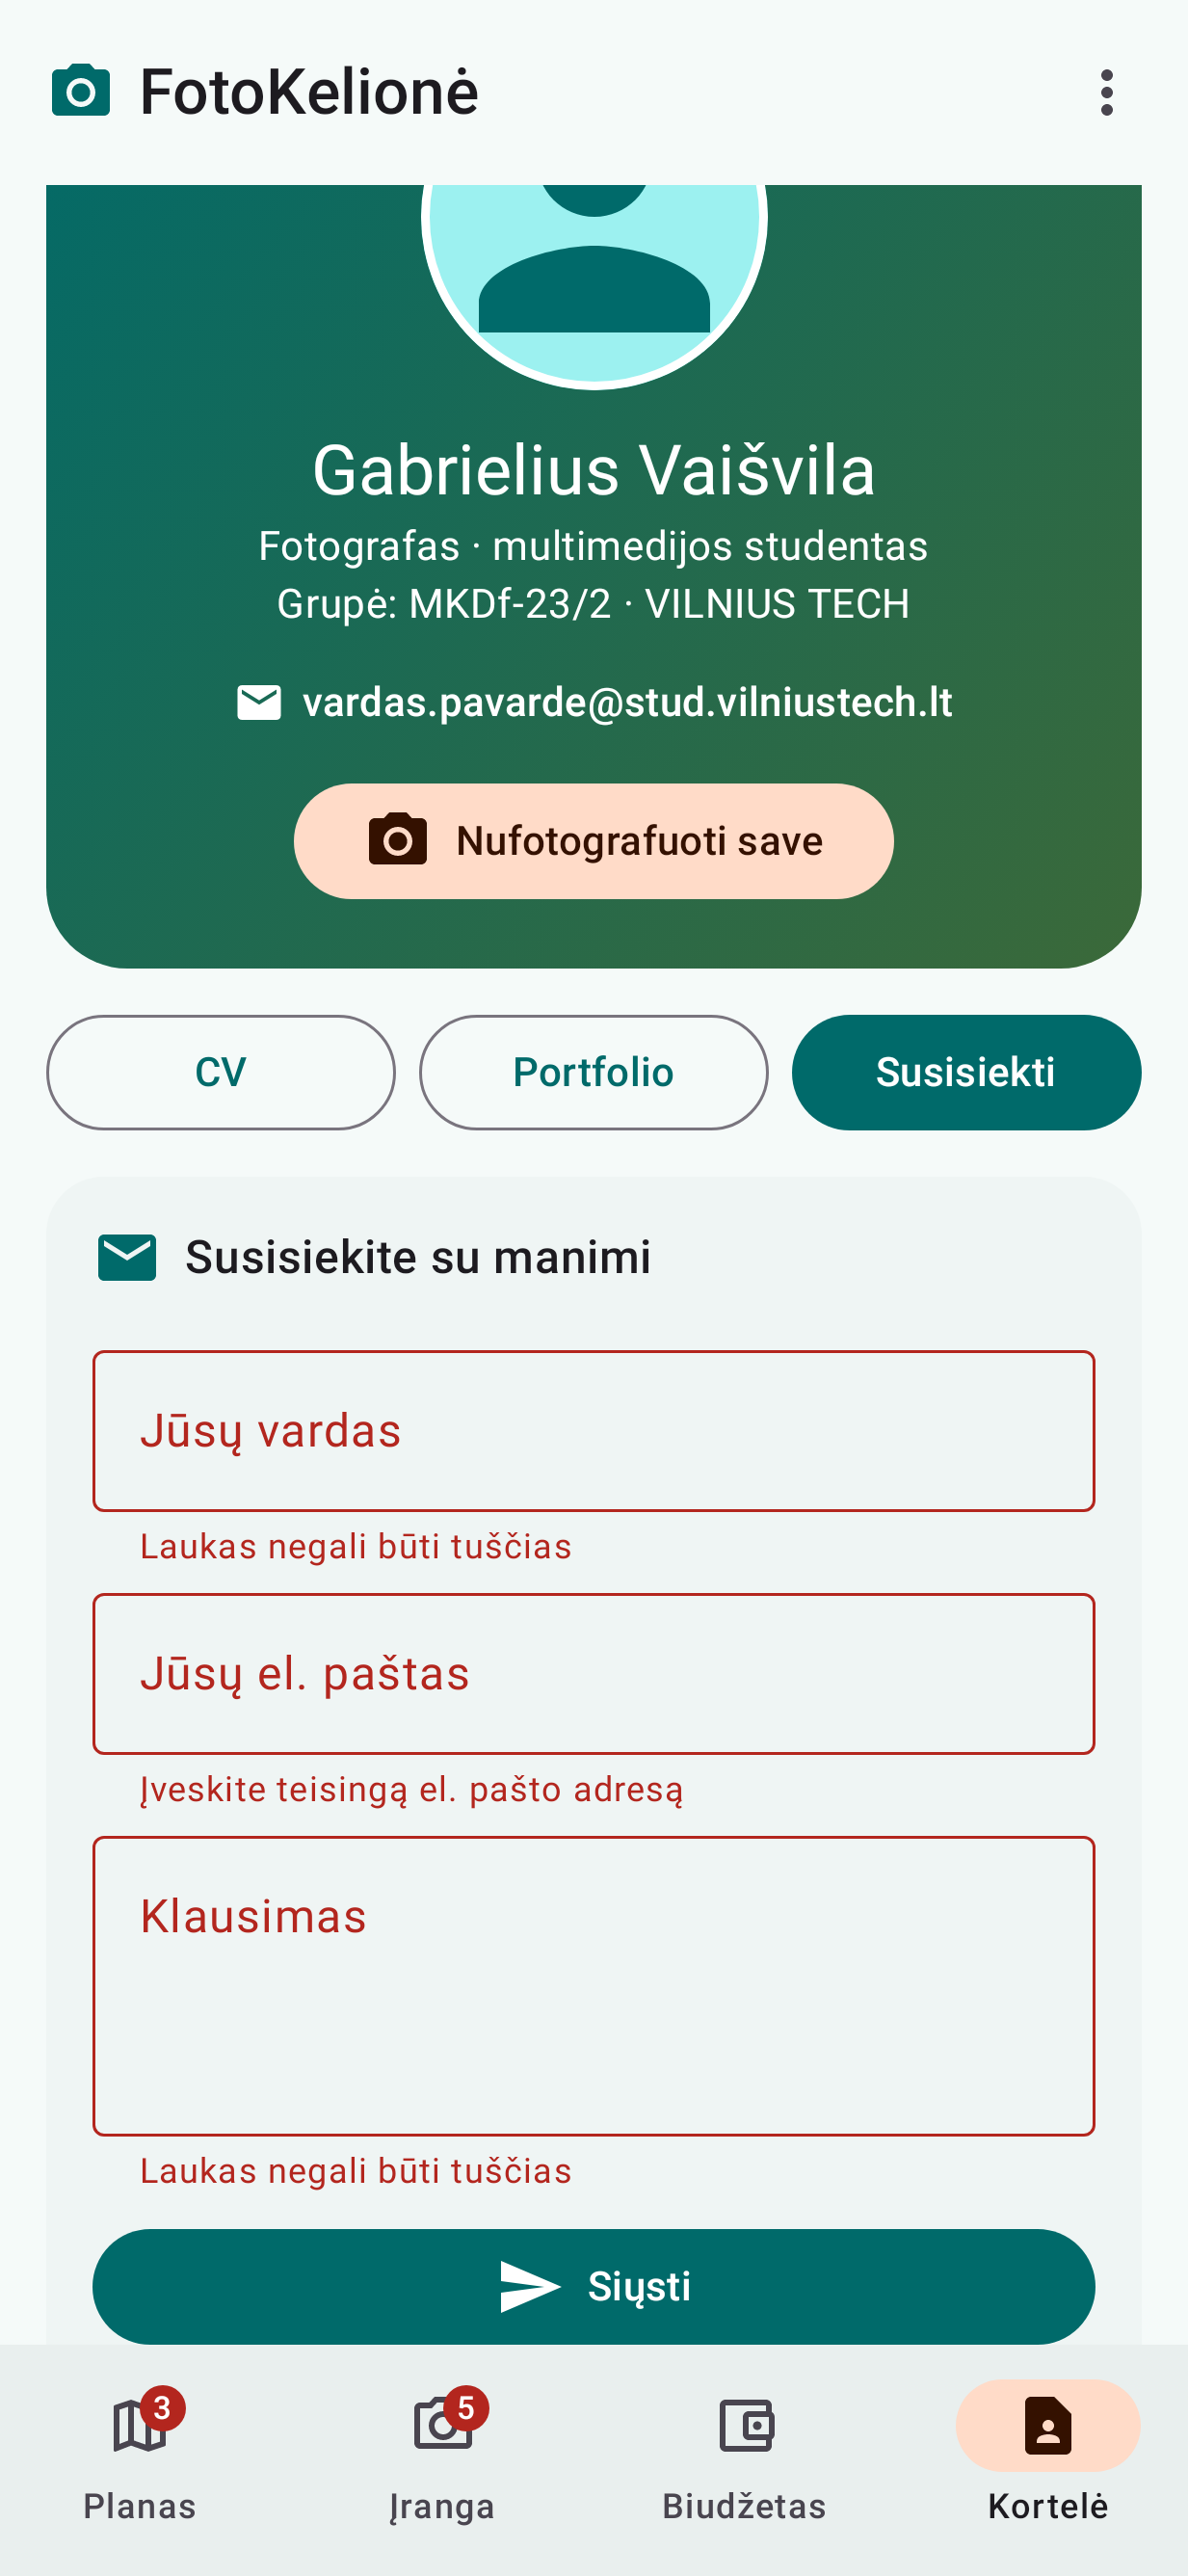 FotoKelionė
Gabrielius Vaišvila
Fotografas · multimedijos studentas
Grupė: MKDf-23/2 · VILNIUS TECH
vardas.pavarde@stud.vilniustech.lt
Nufotografuoti save
CV
Portfolio
Susisiekti
Susisiekite su manimi
Jūsų vardas
Laukas negali būti tuščias
Jūsų el. paštas
Įveskite teisingą el. pašto adresą
Klausimas
Laukas negali būti tuščias
Siųsti
3
5
Planas
Įranga
Biudžetas
Kortelė